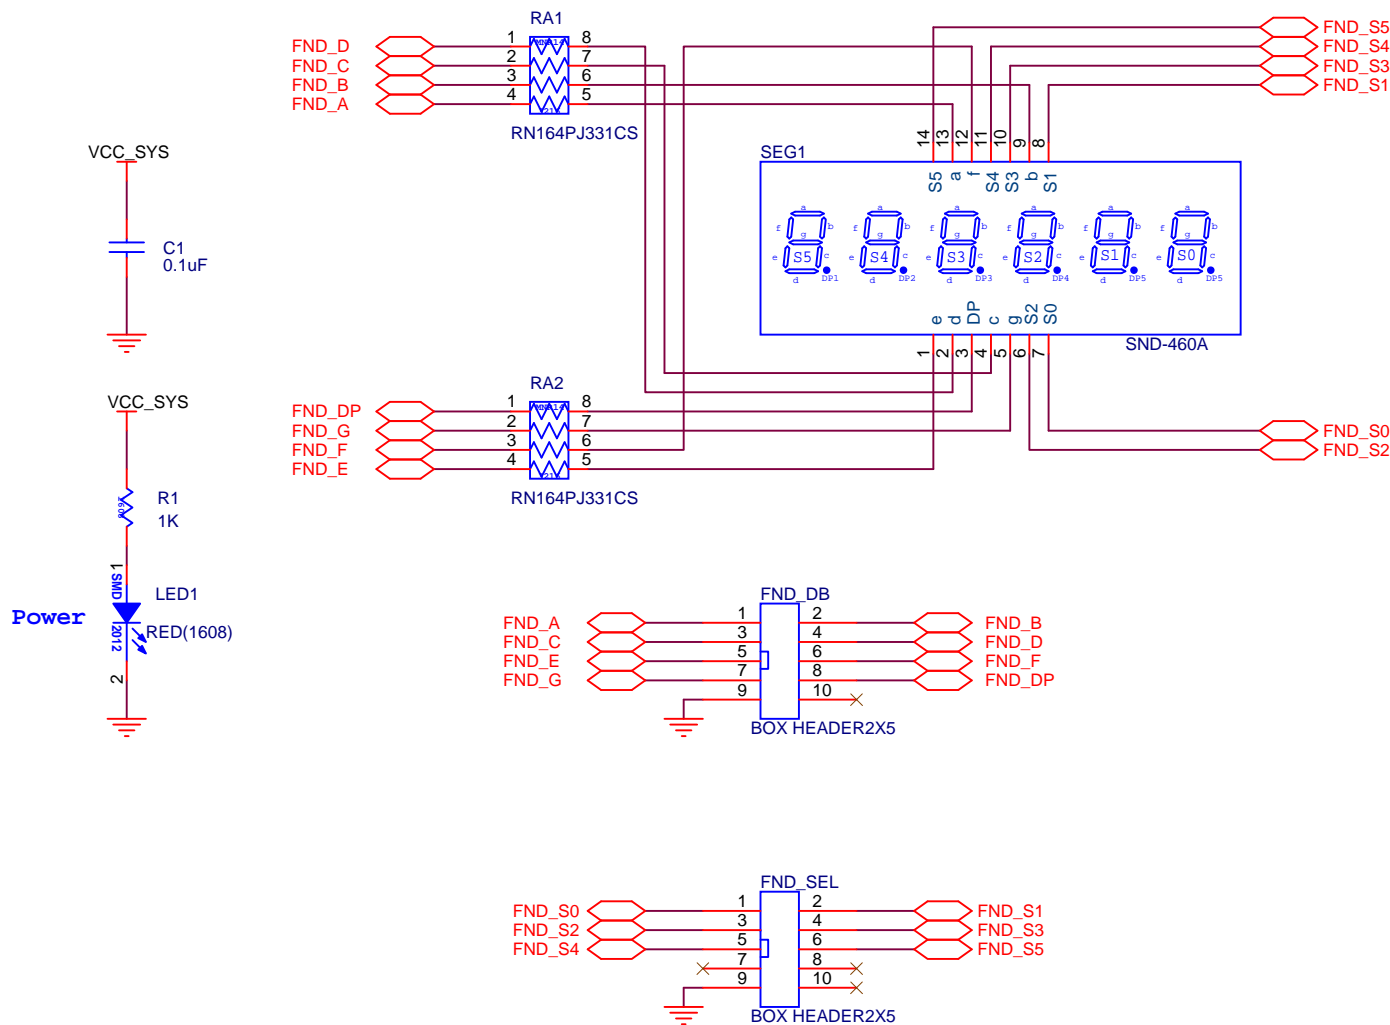 RA1
FND_D 1 8
FND_C 2 7
FND_B 3 6
FND_A 4 5
RN164PJ331CS
FND_S5
FND_S4
FND_S3
FND_S1
VCC_SYS
C1
0.1uF
SEG1
14 13 12 11 10 9 8
S5 a f S4 S3 b S1
a a a a a a
f b f b f b f b f b f b
g g g g g g
e S5 c e S4 c e S3 c e S2 c e S1 c e S0 c
d DP1 d DP2 d DP3 d DP4 d DP5 d DP5
e d DP c g S2 S0
1 2 3 4 5 6 7
SND-460A
VCC_SYS
R1
1K
RA2
FND_DP 1 8
FND_G 2 7
FND_F 3 6
FND_E 4 5
RN164PJ331CS
FND_S0
FND_S2
Power
1
SMD
2012
LED1
RED(1608)
2
FND_DB
FND_A 1 2 FND_B
FND_C 3 4 FND_D
FND_E 5 6 FND_F
FND_G 7 8 FND_DP
9 10
BOX HEADER2X5
FND_SEL
FND_S0 1 2 FND_S1
FND_S2 3 4 FND_S3
FND_S4 5 6 FND_S5
7 8
9 10
BOX HEADER2X5